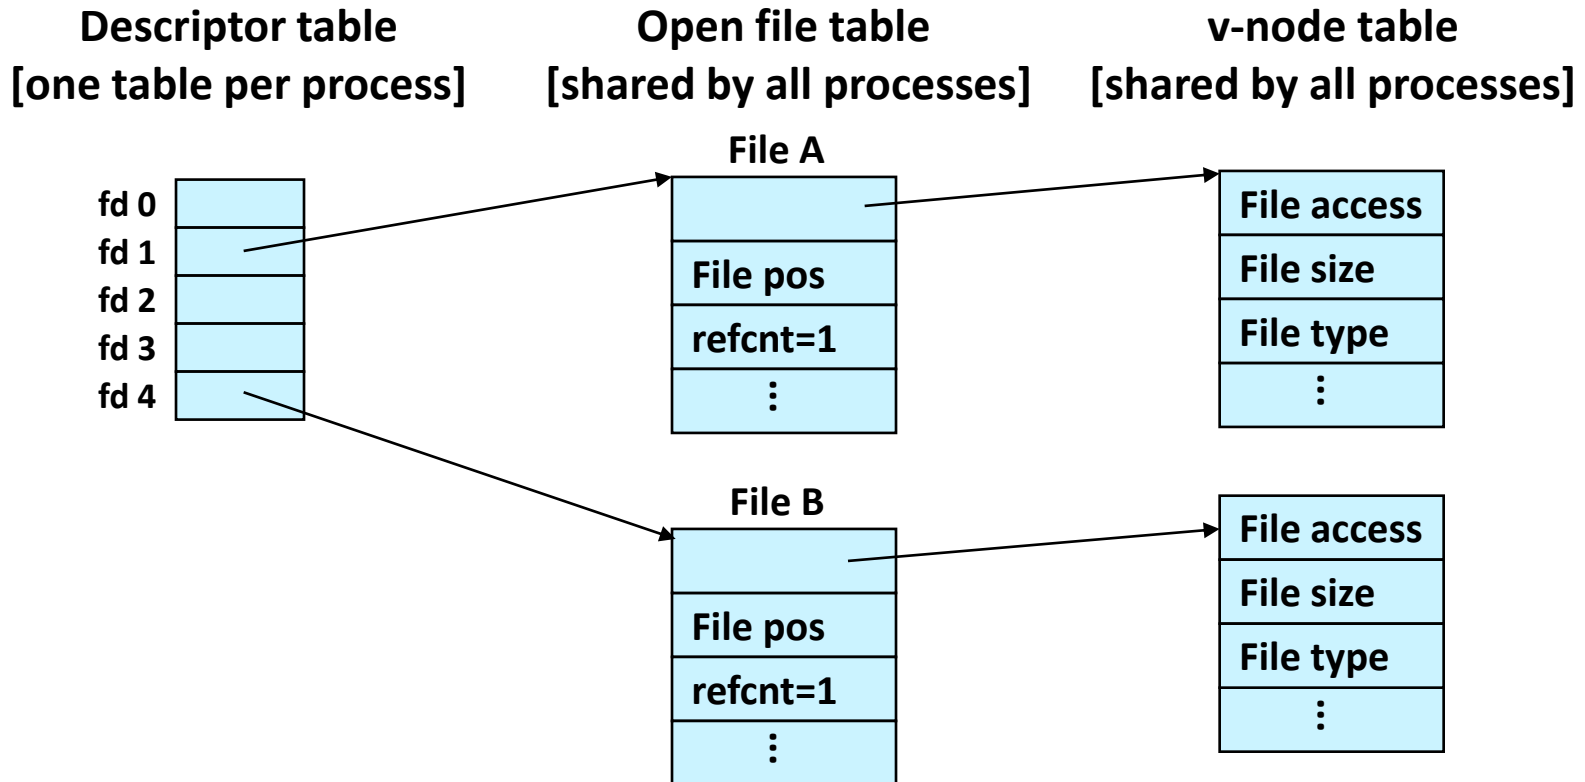 Descriptor table
[one table per process]
Open file table
[shared by all processes]
v-node table
[shared by all processes]
fd 0
fd 1
fd 2
fd 3
fd 4
File A
File pos
refcnt=1
⋮
File access
File size
File type
⋮
File B
File pos
refcnt=1
⋮
File access
File size
File type
⋮